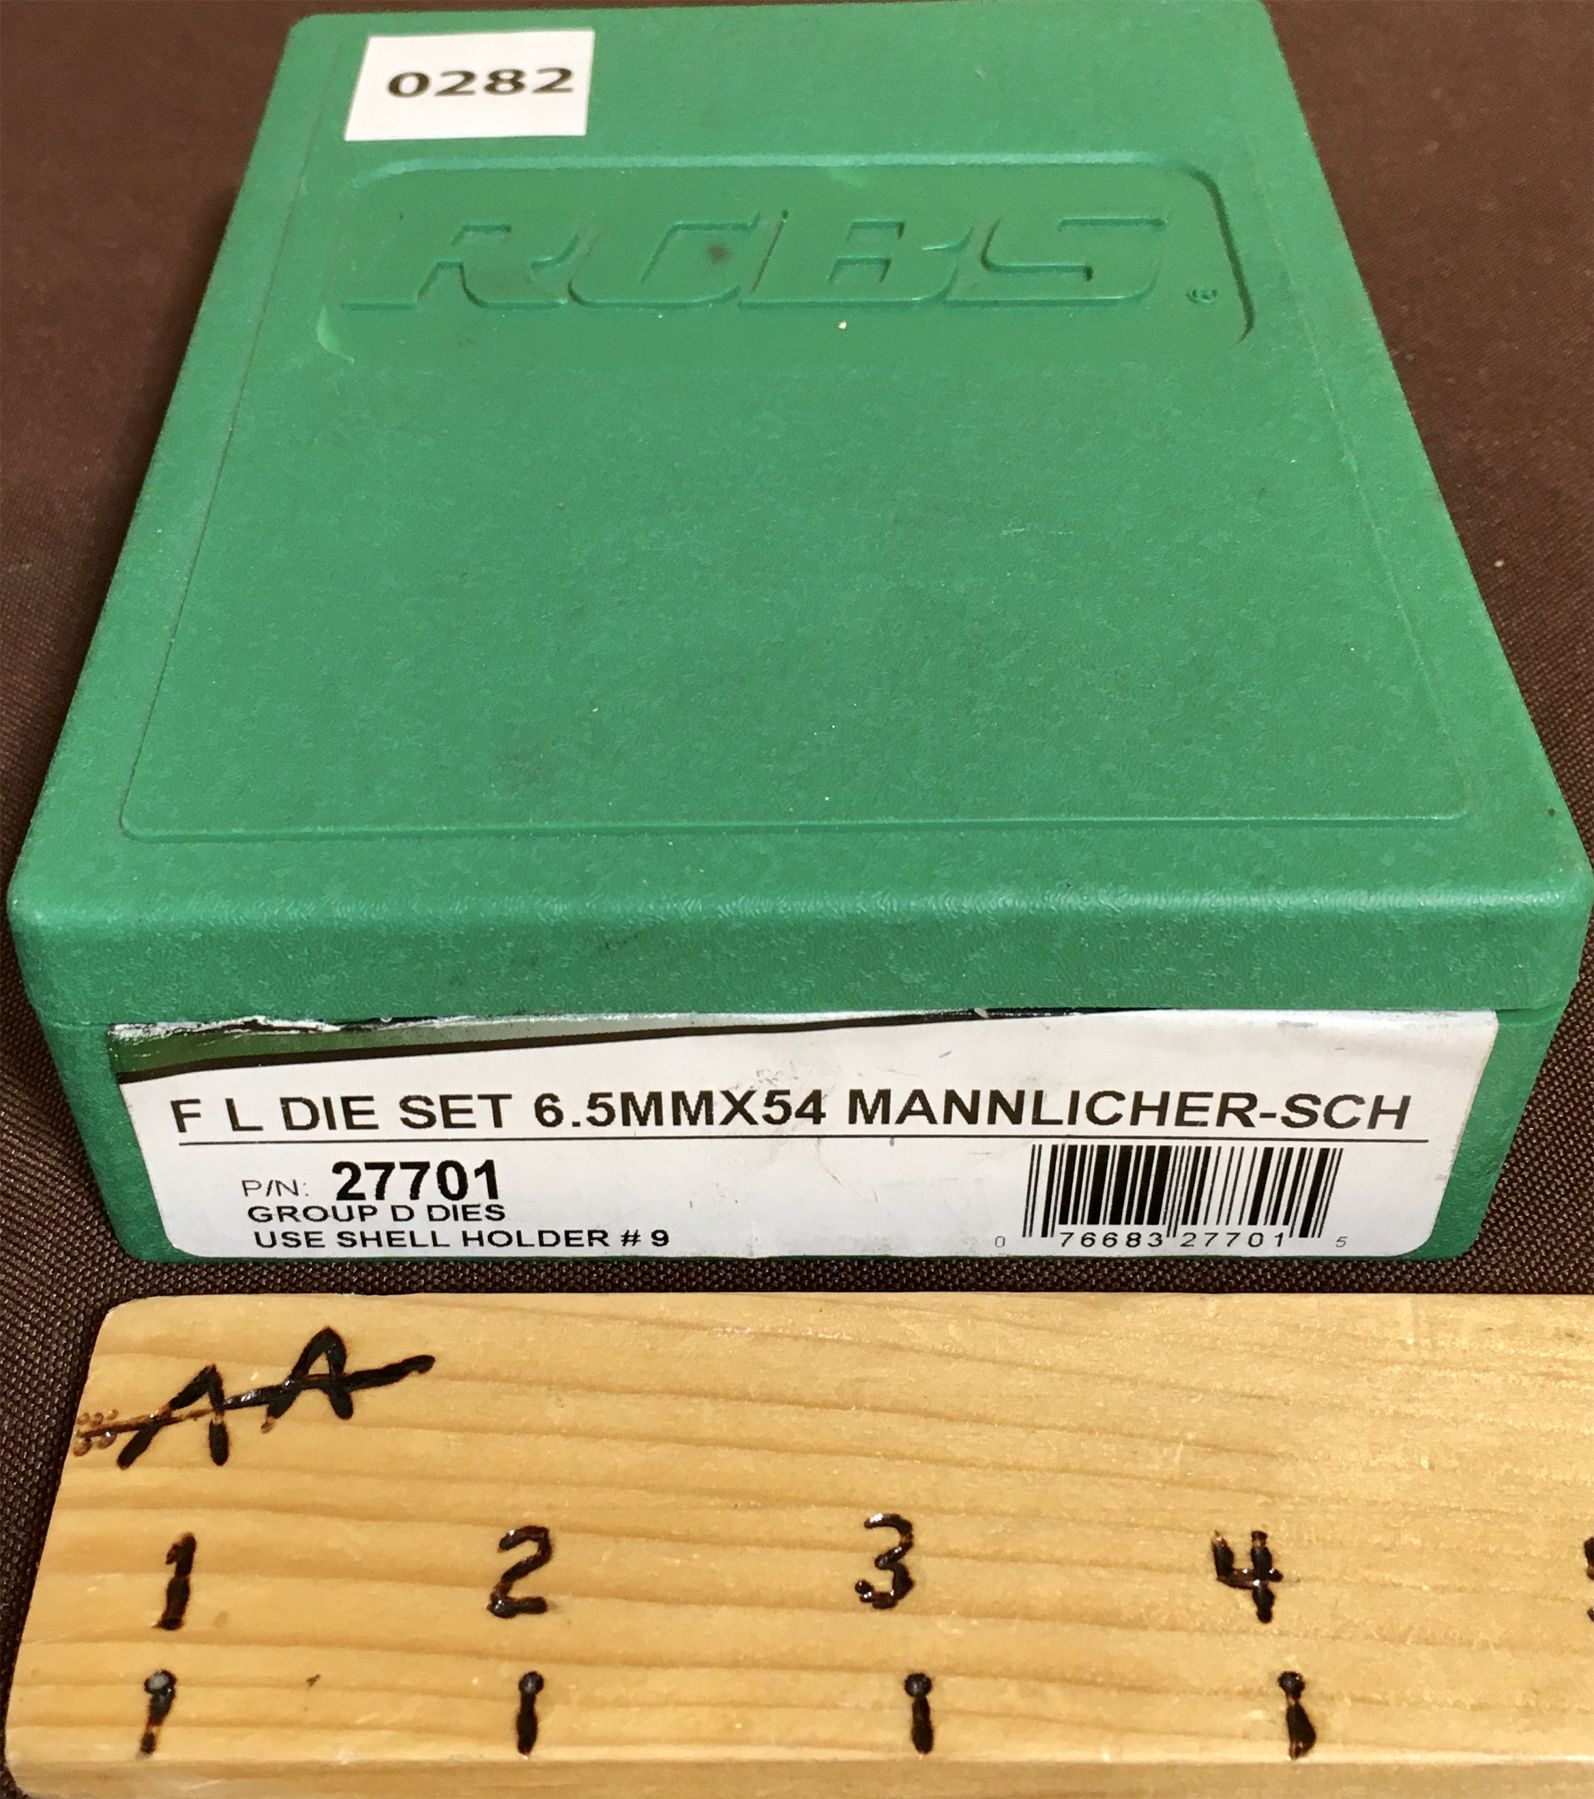 0282
RCBS®
F L DIE SET 6.5MMX54 MANNLICHER-SCH
P/N: 27701
GROUP D DIES
USE SHELL HOLDER # 9
0 76683 27701 5
AA
1 2 3 4